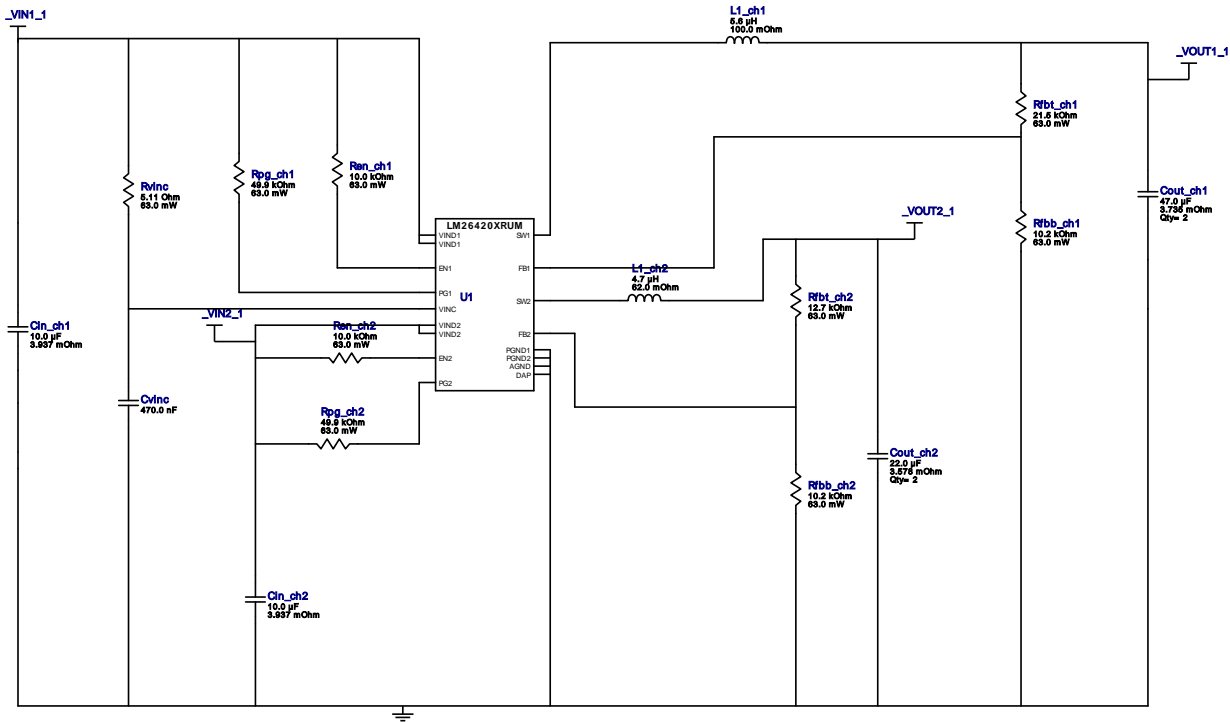 _VIN1_1
L1_ch1
5.6 µH
100.0 mOhm
_VOUT1_1
Rfbt_ch1
21.5 kOhm
63.0 mW
Rvinc
5.11 Ohm
63.0 mW
Rpg_ch1
49.9 kOhm
63.0 mW
Ren_ch1
10.0 kOhm
63.0 mW
Cout_ch1
47.0 µF
3.735 mOhm
Qty= 2
Rfbb_ch1
10.2 kOhm
63.0 mW
_VOUT2_1
LM26420XRUM
VIND1
VIND1
EN1
PG1
VINC
VIND2
VIND2
EN2
PG2
U1
SW1
FB1
SW2
FB2
PGND1
PGND2
AGND
DAP
L1_ch2
4.7 µH
62.0 mOhm
Rfbt_ch2
12.7 kOhm
63.0 mW
Cin_ch1
10.0 µF
3.937 mOhm
_VIN2_1
Ren_ch2
10.0 kOhm
63.0 mW
Cvinc
470.0 nF
Rpg_ch2
49.9 kOhm
63.0 mW
Cout_ch2
22.0 µF
3.576 mOhm
Qty= 2
Rfbb_ch2
10.2 kOhm
63.0 mW
Cin_ch2
10.0 µF
3.937 mOhm